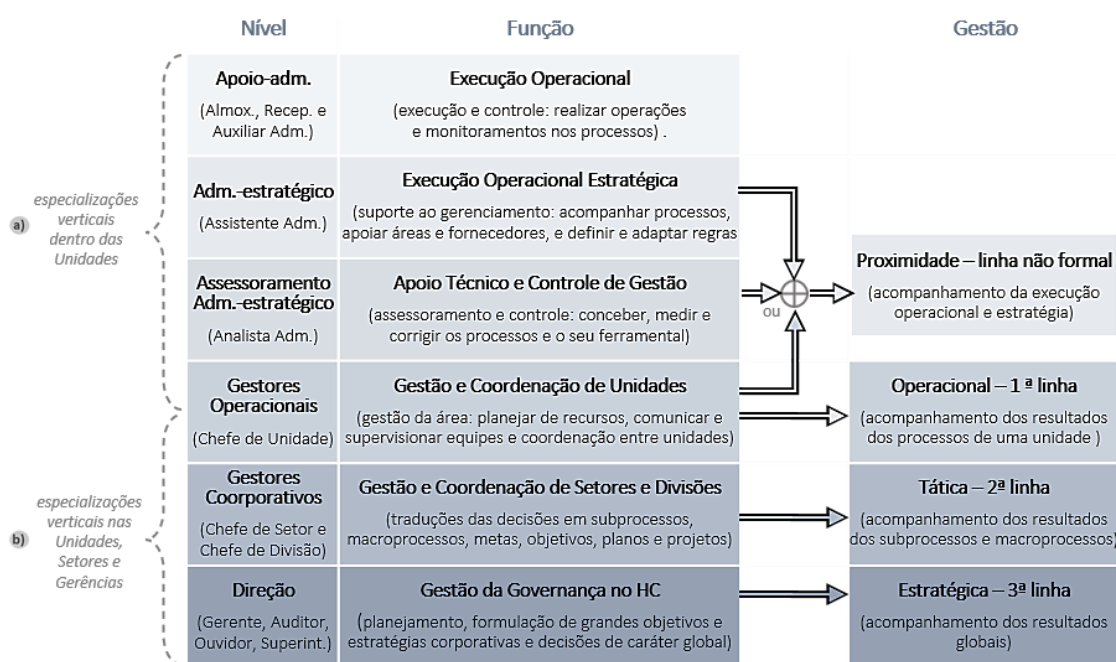 Nível
Função
Gestão
a)
especializações
verticais
dentro das
Unidades
b)
especializações
verticais nas
Unidades,
Setores e
Gerências
Apoio-adm.
(Almox., Recep. e
Auxiliar Adm.)
Execução Operacional
(execução e controle: realizar operações
e monitoramentos nos processos) .
Adm.-estratégico
(Assistente Adm.)
Execução Operacional Estratégica
(suporte ao gerenciamento: acompanhar processos,
apoiar áreas e fornecedores, e definir e adaptar regras
Assessoramento
Adm.-estratégico
(Analista Adm.)
Apoio Técnico e Controle de Gestão
(assessoramento e controle: conceber, medir e
corrigir os processos e o seu ferramental)
ou
Proximidade – linha não formal
(acompanhamento da execução
operacional e estratégia)
Gestores
Operacionais
(Chefe de Unidade)
Gestão e Coordenação de Unidades
(gestão da área: planejar de recursos, comunicar e
supervisionar equipes e coordenação entre unidades)
Operacional – 1 ª linha
(acompanhamento dos resultados
dos processos de uma unidade )
Gestores
Coorporativos
(Chefe de Setor e
Chefe de Divisão)
Gestão e Coordenação de Setores e Divisões
(traduções das decisões em subprocessos,
macroprocessos, metas, objetivos, planos e projetos)
Tática – 2ª linha
(acompanhamento dos resultados
dos subprocessos e macroprocessos)
Direção
(Gerente, Auditor,
Ouvidor, Superint.)
Gestão da Governança no HC
(planejamento, formulação de grandes objetivos e
estratégias corporativas e decisões de caráter global)
Estratégica – 3ª linha
(acompanhamento dos resultados
globais)